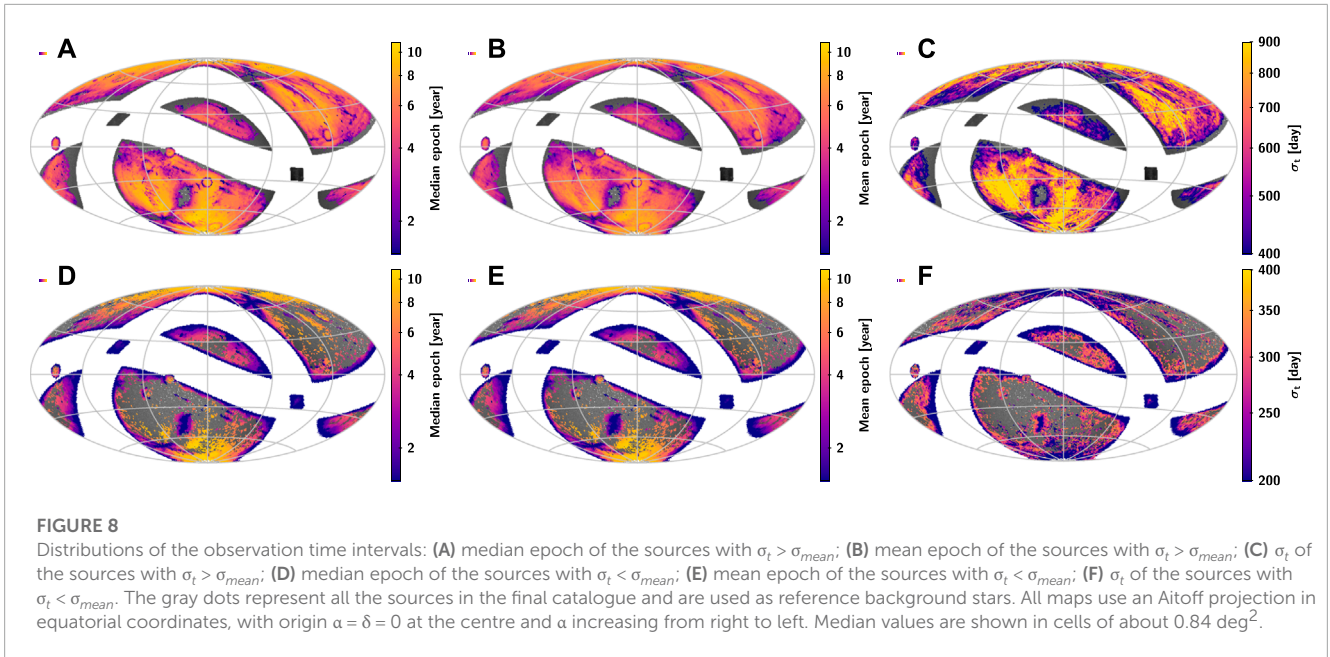 A
10
8
6
4
2
Median epoch [year]
B
10
8
6
4
2
Mean epoch [year]
C
900
800
700
600
500
400
σt [day]
D
10
8
6
4
2
Median epoch [year]
E
10
8
6
4
2
Mean epoch [year]
F
400
300
250
200
σt [day]
FIGURE 8
Distributions of the observation time intervals: (A) median epoch of the sources with σt > σmean; (B) mean epoch of the sources with σt > σmean; (C) σt of
the sources with σt > σmean; (D) median epoch of the sources with σt < σmean; (E) mean epoch of the sources with σt < σmean; (F) σt of the sources with
σt < σmean. The gray dots represent all the sources in the final catalogue and are used as reference background stars. All maps use an Aitoff projection in
equatorial coordinates, with origin α = δ = 0 at the centre and α increasing from right to left. Median values are shown in cells of about 0.84 deg².